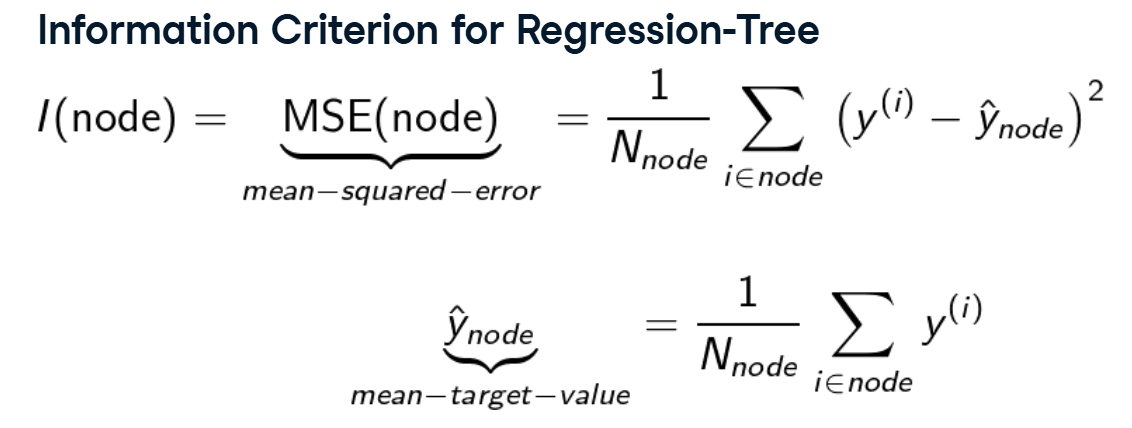 Information Criterion for Regression-Tree
I(node) = MSE(node) = 1/N_node ∑_{i∈node} (y^(i) − ŷ_node)^2
mean−squared−error
ŷ_node = 1/N_node ∑_{i∈node} y^(i)
mean−target−value